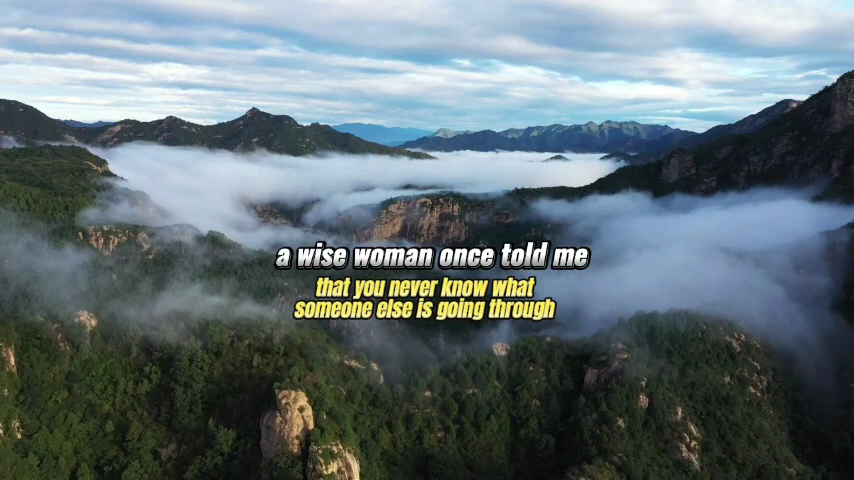 a wise woman once told me
that you never know what
someone else is going through